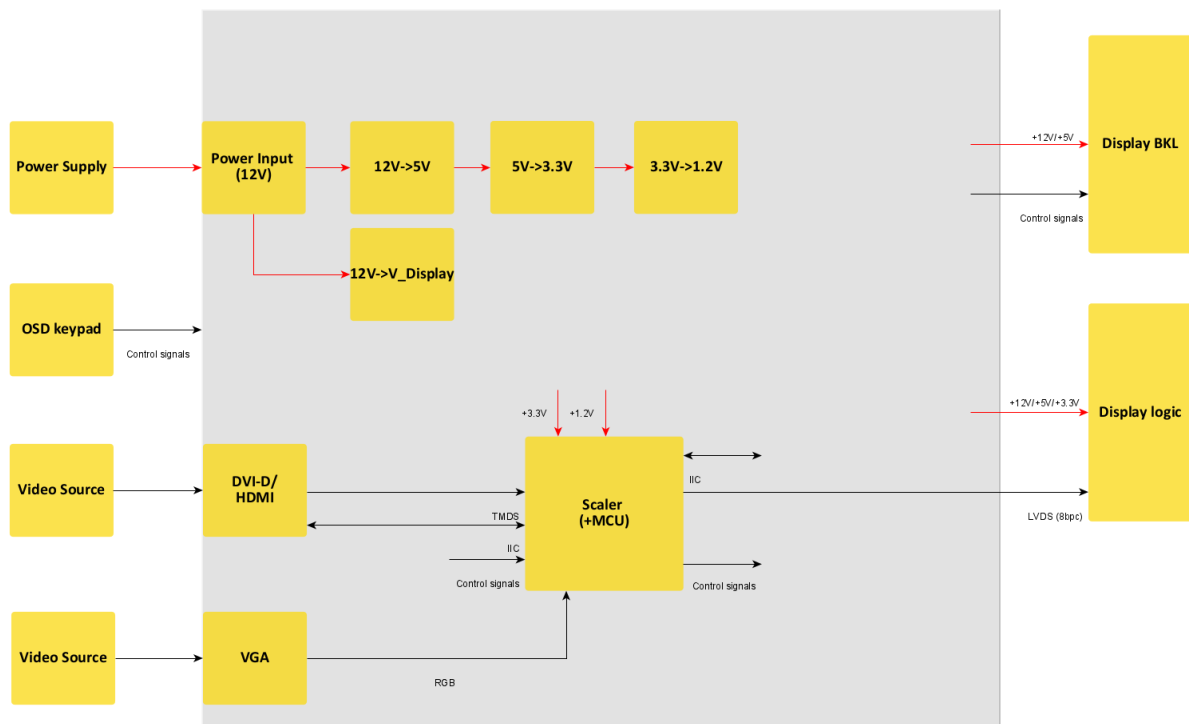 +12V/+5V
Display BKL
Power Supply
Power Input
(12V)
12V->5V
5V->3.3V
3.3V->1.2V
Control signals
12V->V_Display
OSD keypad
Control signals
+12V/+5V/+3.3V
Display logic
+3.3V
+1.2V
Video Source
DVI-D/
HDMI
TMDS
IIC
Control signals
Scaler
(+MCU)
IIC
LVDS (8bpc)
Control signals
Video Source
VGA
RGB